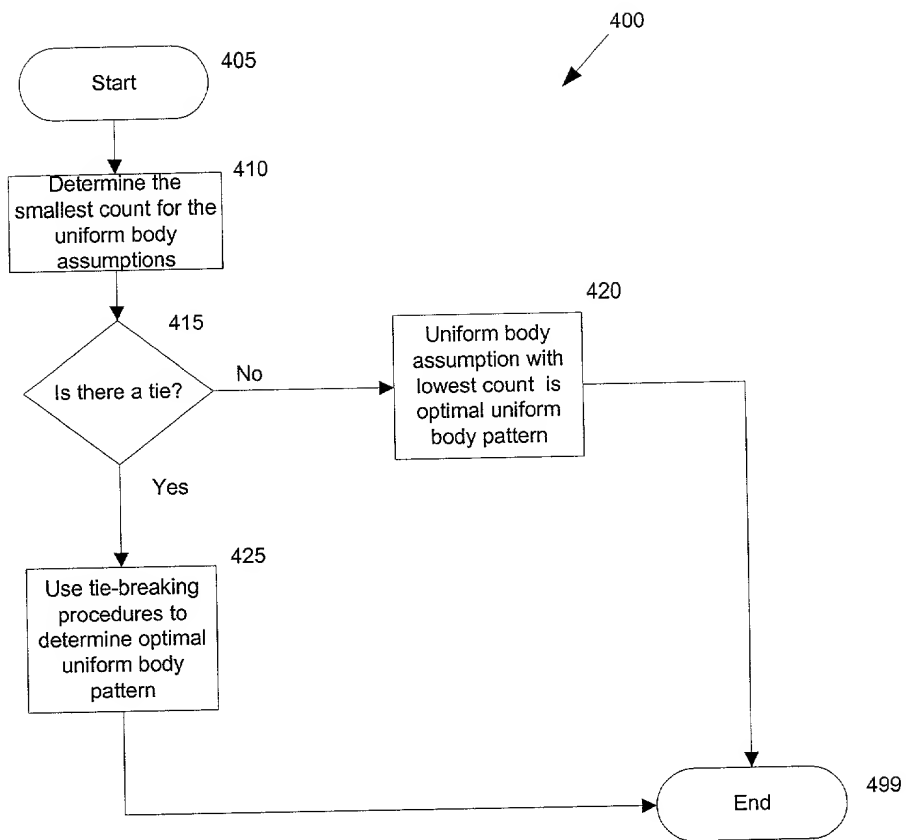 400
405
Start
410
Determine the
smallest count for the
uniform body
assumptions
415
Is there a tie?
No
420
Uniform body
assumption with
lowest count is
optimal uniform
body pattern
Yes
425
Use tie-breaking
procedures to
determine optimal
uniform body
pattern
End
499